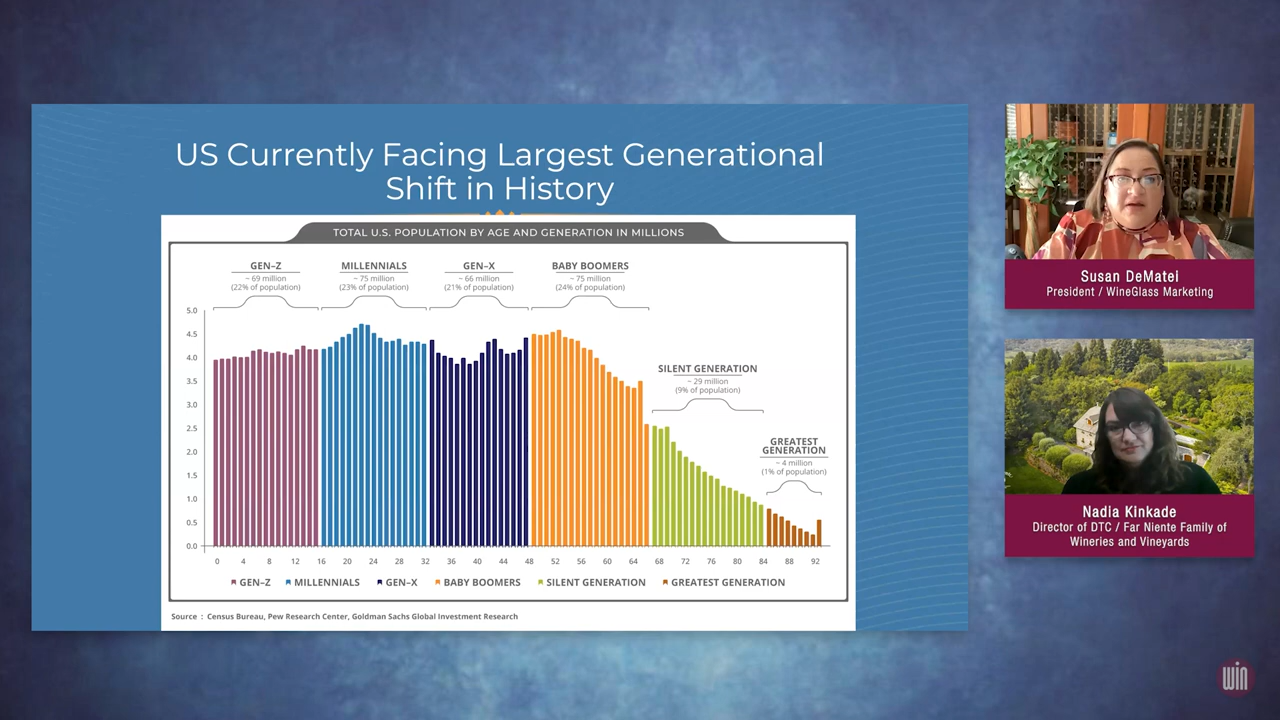 US Currently Facing Largest Generational
Shift in History
TOTAL U.S. POPULATION BY AGE AND GENERATION IN MILLIONS
GEN–Z
~ 69 million
(22% of population)
MILLENNIALS
~ 75 million
(23% of population)
GEN–X
~ 66 million
(21% of population)
BABY BOOMERS
~ 75 million
(24% of population)
SILENT GENERATION
~ 29 million
(9% of population)
GREATEST
GENERATION
~ 4 million
(1% of population)
5.0
4.5
4.0
3.5
3.0
2.5
2.0
1.5
1.0
0.5
0.0
0 4 8 12 16 20 24 28 32 36 40 44 48 52 56 60 64 68 72 76 80 84 88 92
GEN–Z MILLENNIALS GEN–X BABY BOOMERS SILENT GENERATION GREATEST GENERATION
Source : Census Bureau, Pew Research Center, Goldman Sachs Global Investment Research
Susan DeMatei
President / WineGlass Marketing
Nadia Kinkade
Director of DTC / Far Niente Family of
Wineries and Vineyards
win